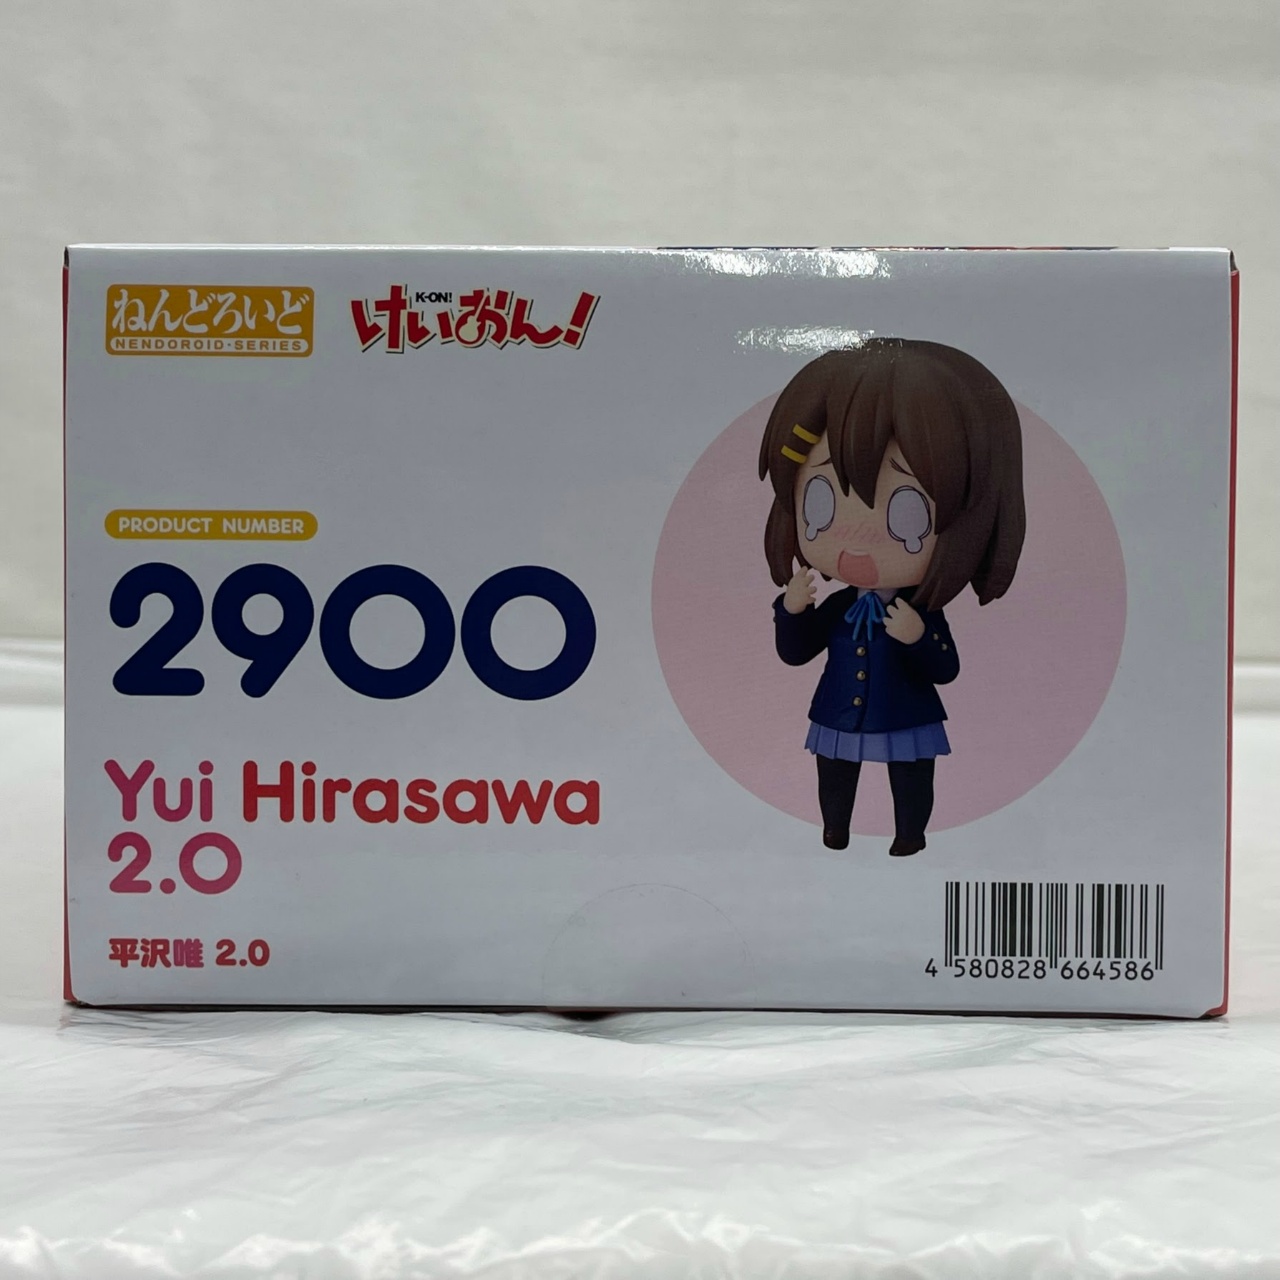 ねんどろいど
NENDOROID・SERIES
K-ON!
けいおん!
PRODUCT NUMBER
2900
Yui Hirasawa
2.0
平沢唯 2.0
4 580828 664586